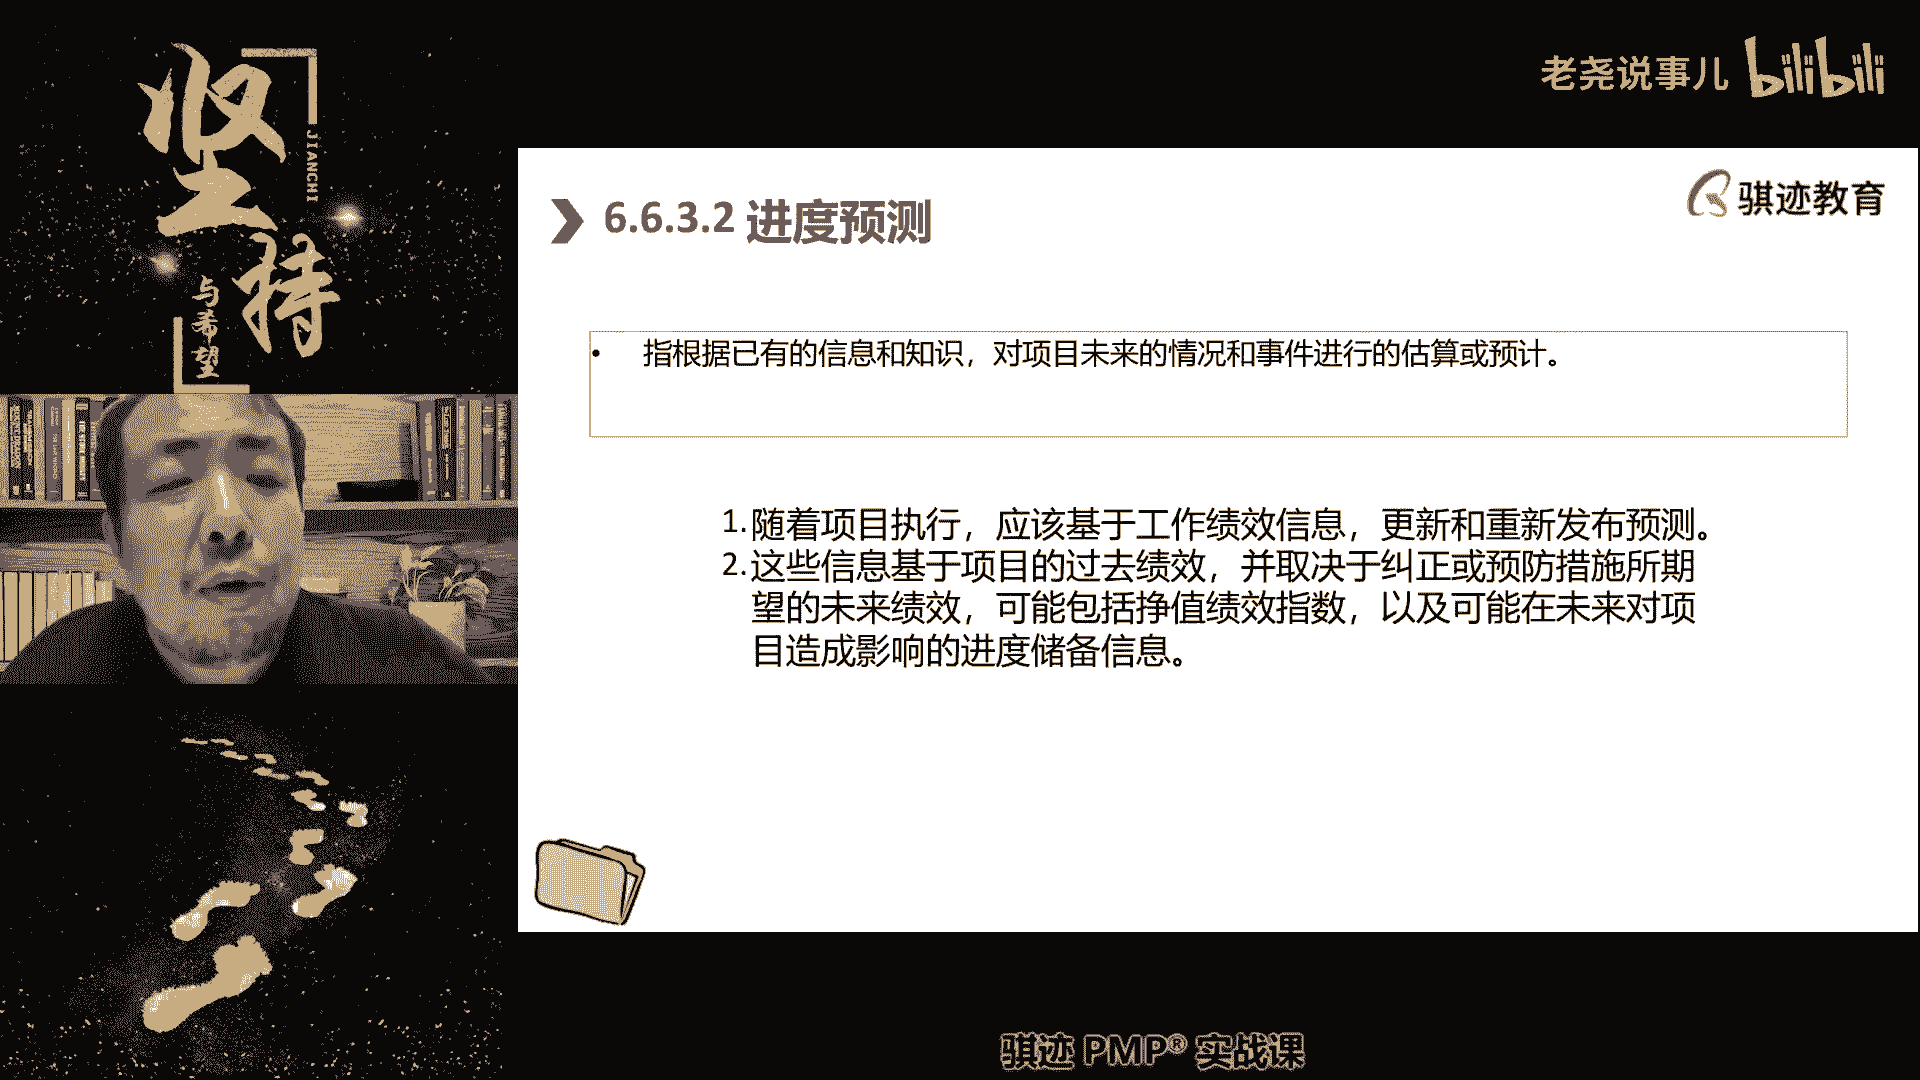 坚持
JIANCHI
与希望
老尧说事儿 bilibili
骐迹教育
6.6.3.2 进度预测
• 指根据已有的信息和知识，对项目未来的情况和事件进行的估算或预计。
1.随着项目执行，应该基于工作绩效信息，更新和重新发布预测。
2.这些信息基于项目的过去绩效，并取决于纠正或预防措施所期
望的未来绩效，可能包括挣值绩效指数，以及可能在未来对项
目造成影响的进度储备信息。
骐迹 PMP® 实战课